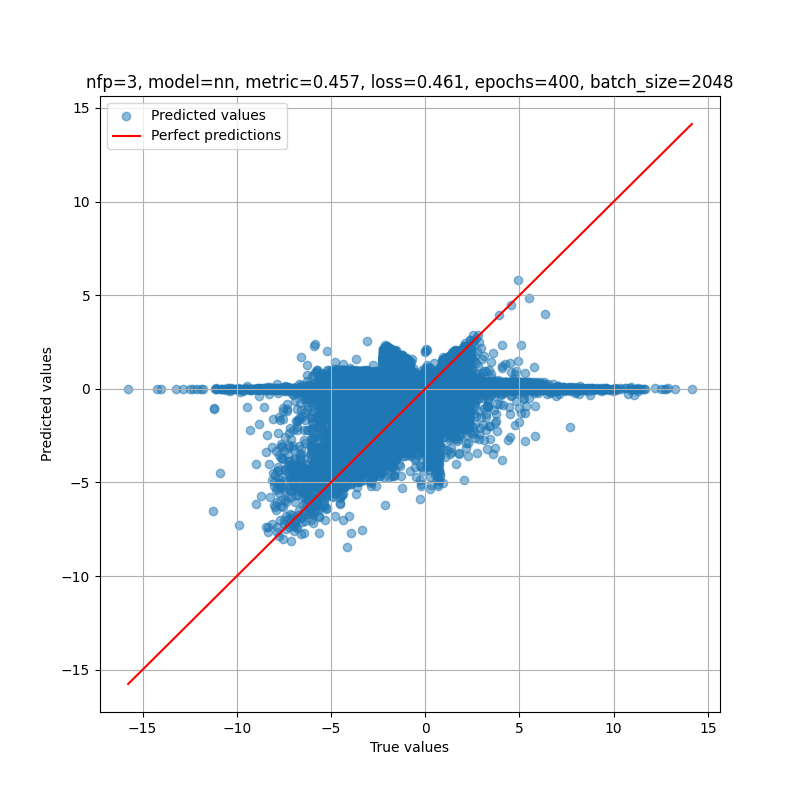 nfp=3, model=nn, metric=0.457, loss=0.461, epochs=400, batch_size=2048
Predicted values
Perfect predictions
15
10
5
0
−5
−10
−15
Predicted values
−15
−10
−5
0
5
10
15
True values